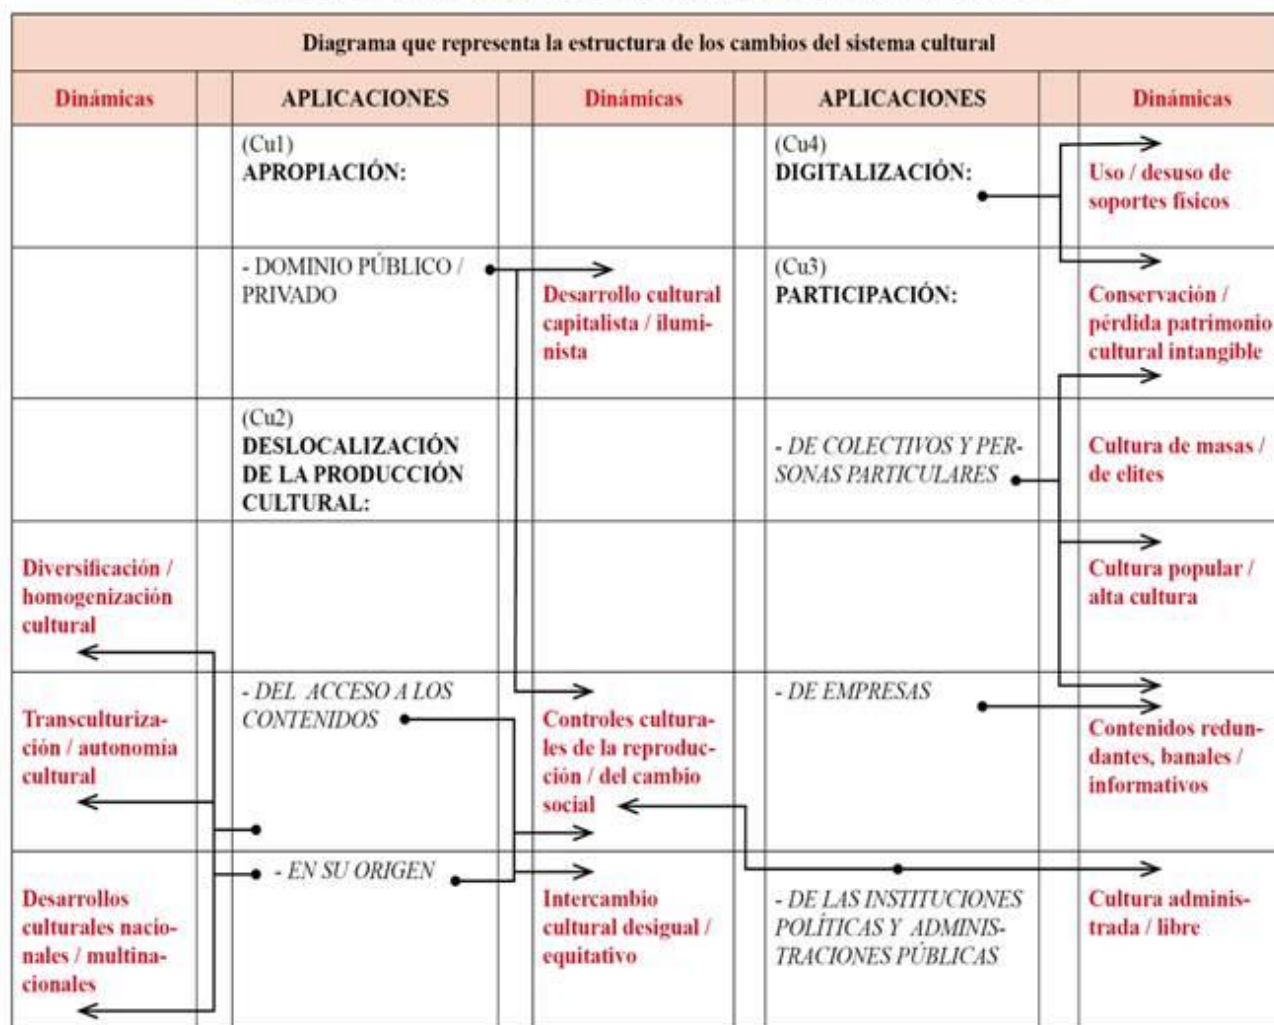 Diagrama que representa la estructura de los cambios del sistema cultural
Dinámicas
APLICACIONES
Dinámicas
APLICACIONES
Dinámicas
(Cu1)
APROPIACIÓN:
(Cu4)
DIGITALIZACIÓN:
Uso / desuso de
soportes físicos
- DOMINIO PÚBLICO /
PRIVADO
Desarrollo cultural
capitalista / ilumi-
nista
(Cu3)
PARTICIPACIÓN:
Conservación /
pérdida patrimonio
cultural intangible
(Cu2)
DESLOCALIZACIÓN
DE LA PRODUCCIÓN
CULTURAL:
- DE COLECTIVOS Y PER-
SONAS PARTICULARES
Cultura de masas /
de elites
Diversificación /
homogenización
cultural
Cultura popular /
alta cultura
Transculturiza-
ción / autonomía
cultural
- DEL ACCESO A LOS
CONTENIDOS
Controles cultura-
les de la reproduc-
ción / del cambio
social
- DE EMPRESAS
Contenidos redun-
dantes, banales /
informativos
Desarrollos
culturales nacio-
nales / multina-
cionales
- EN SU ORIGEN
Intercambio
cultural desigual /
equitativo
- DE LAS INSTITUCIONES
POLÍTICAS Y ADMINIS-
TRACIONES PÚBLICAS
Cultura adminis-
trada / libre